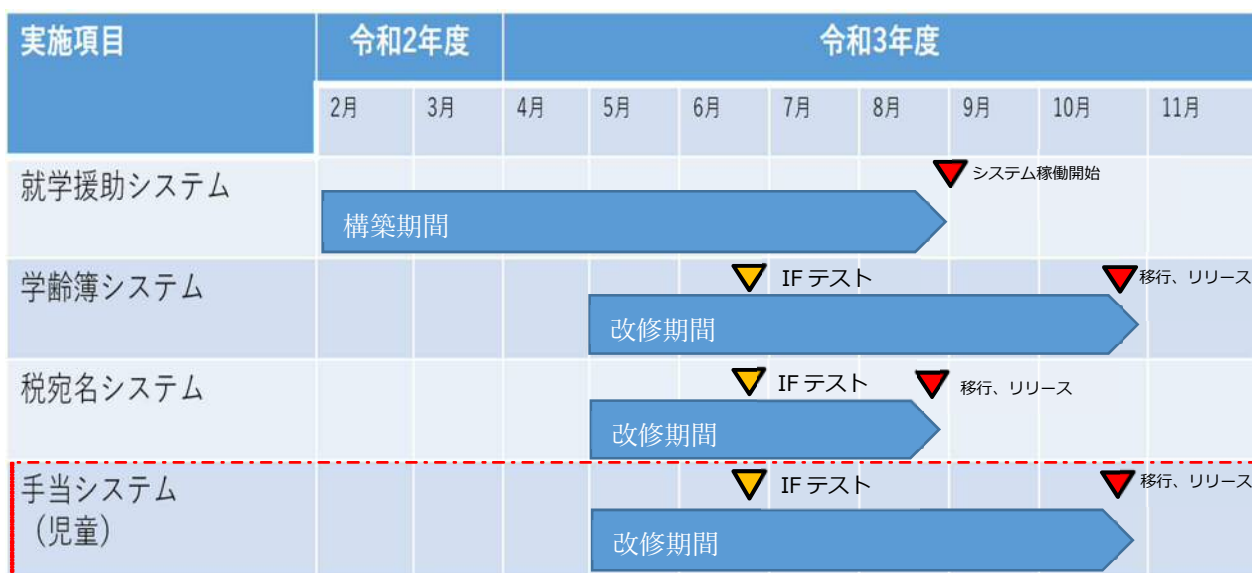 実施項目
令和2年度
令和3年度
2月
3月
4月
5月
6月
7月
8月
9月
10月
11月
就学援助システム
システム稼働開始
構築期間
学齢簿システム
IF テスト
移行、リリース
改修期間
税宛名システム
IF テスト
移行、リリース
改修期間
手当システム
（児童）
IF テスト
移行、リリース
改修期間